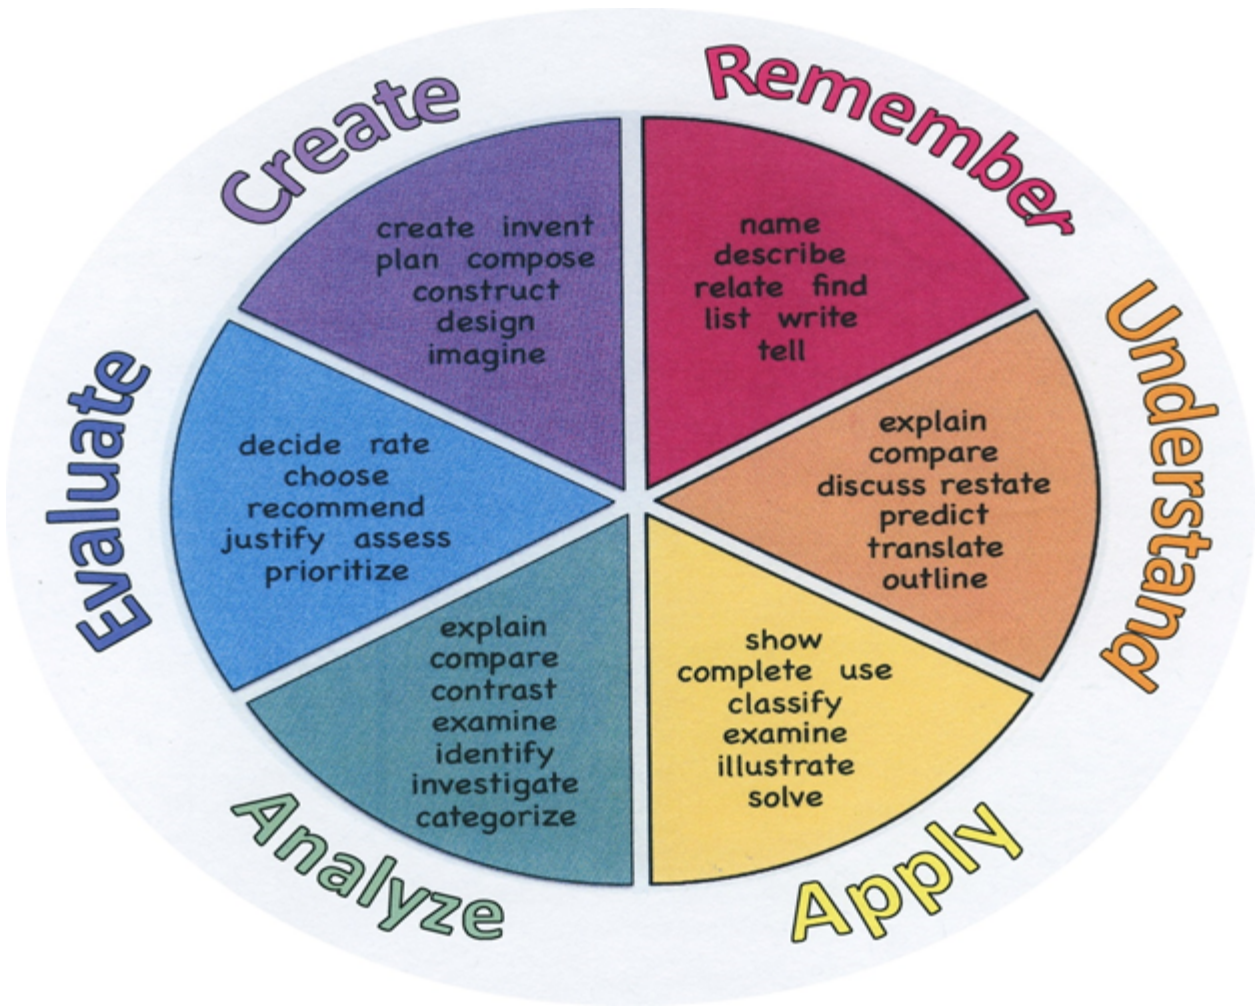 Remember
name
describe
relate find
list write
tell
Understand
explain
compare
discuss restate
predict
translate
outline
Apply
show
complete use
classify
examine
illustrate
solve
Analyze
explain
compare
contrast
examine
identify
investigate
categorize
Evaluate
decide rate
choose
recommend
justify assess
prioritize
Create
create invent
plan compose
construct
design
imagine